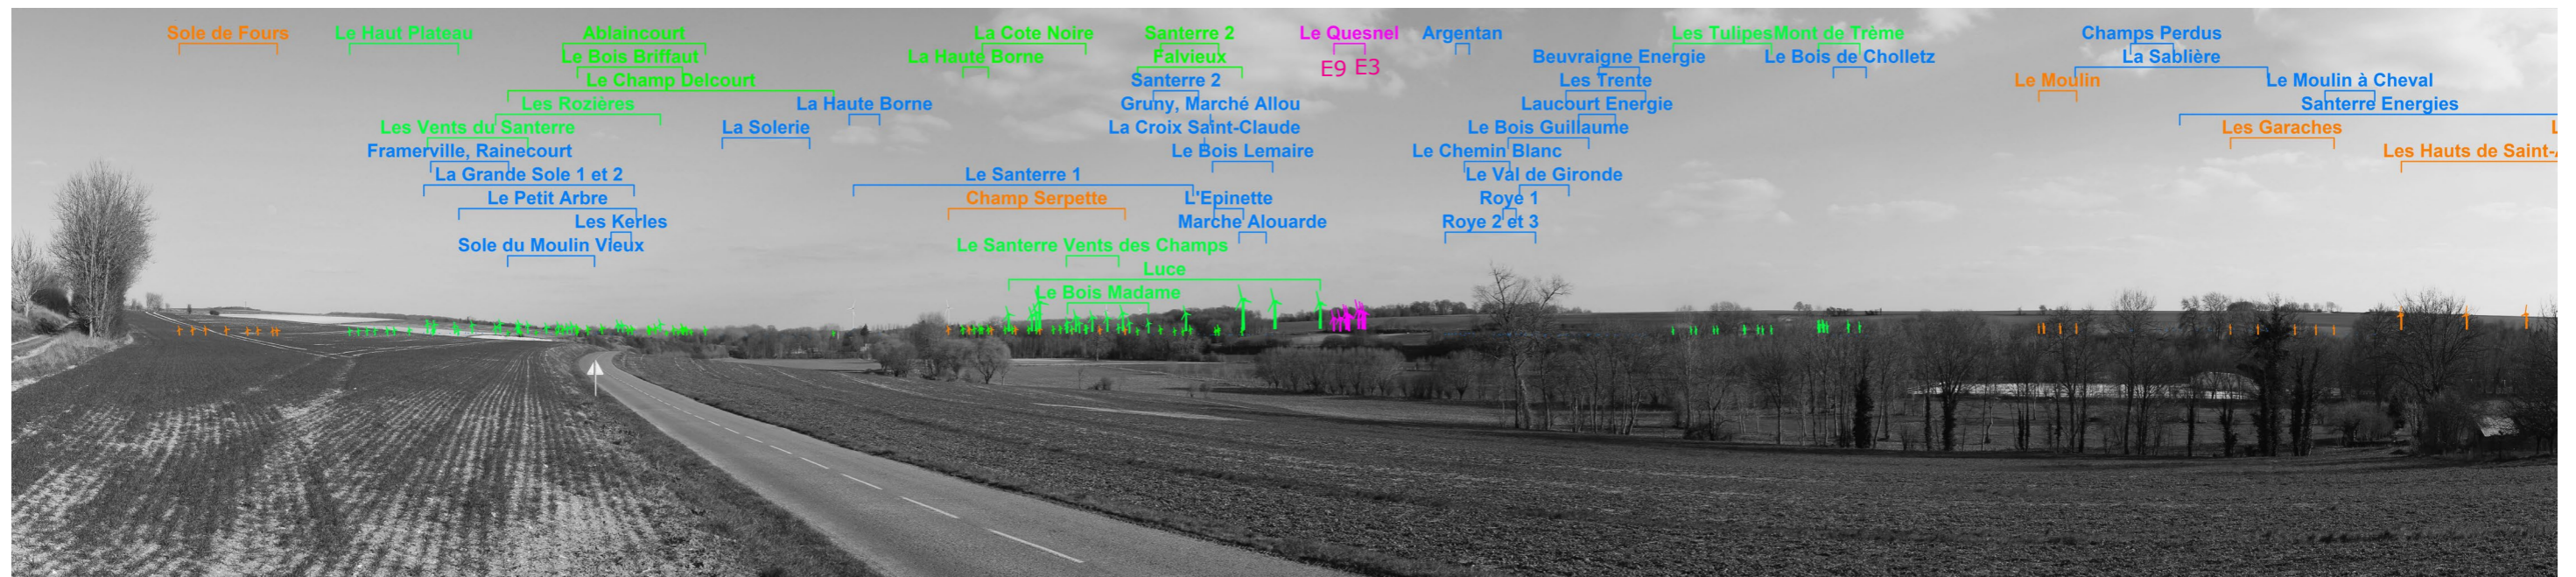 Sole de Fours
Le Haut Plateau
Ablaincourt
La Cote Noire
Santerre 2
Le Quesnel
Argentan
Les Tulipes
Mont de Trème
Champs Perdus
Le Bois Briffaut
La Haute Borne
Falvieux
E9
E3
Beuvraigne Energie
Le Bois de Cholletz
La Sablière
Le Champ Delcourt
Santerre 2
Les Trente
Le Moulin
Le Moulin à Cheval
Les Rozières
La Haute Borne
Gruny, Marché Allou
Laucourt Energie
Santerre Energies
Les Vents du Santerre
La Solerie
La Croix Saint-Claude
Le Bois Guillaume
Les Garaches
Framerville, Rainecourt
Le Bois Lemaire
Le Chemin Blanc
Les Hauts de Saint-
La Grande Sole 1 et 2
Le Santerre 1
Le Val de Gironde
Le Petit Arbre
Champ Serpette
L'Epinette
Roye 1
Les Kerles
Marche Alouarde
Roye 2 et 3
Sole du Moulin Vieux
Le Santerre Vents des Champs
Luce
Le Bois Madame